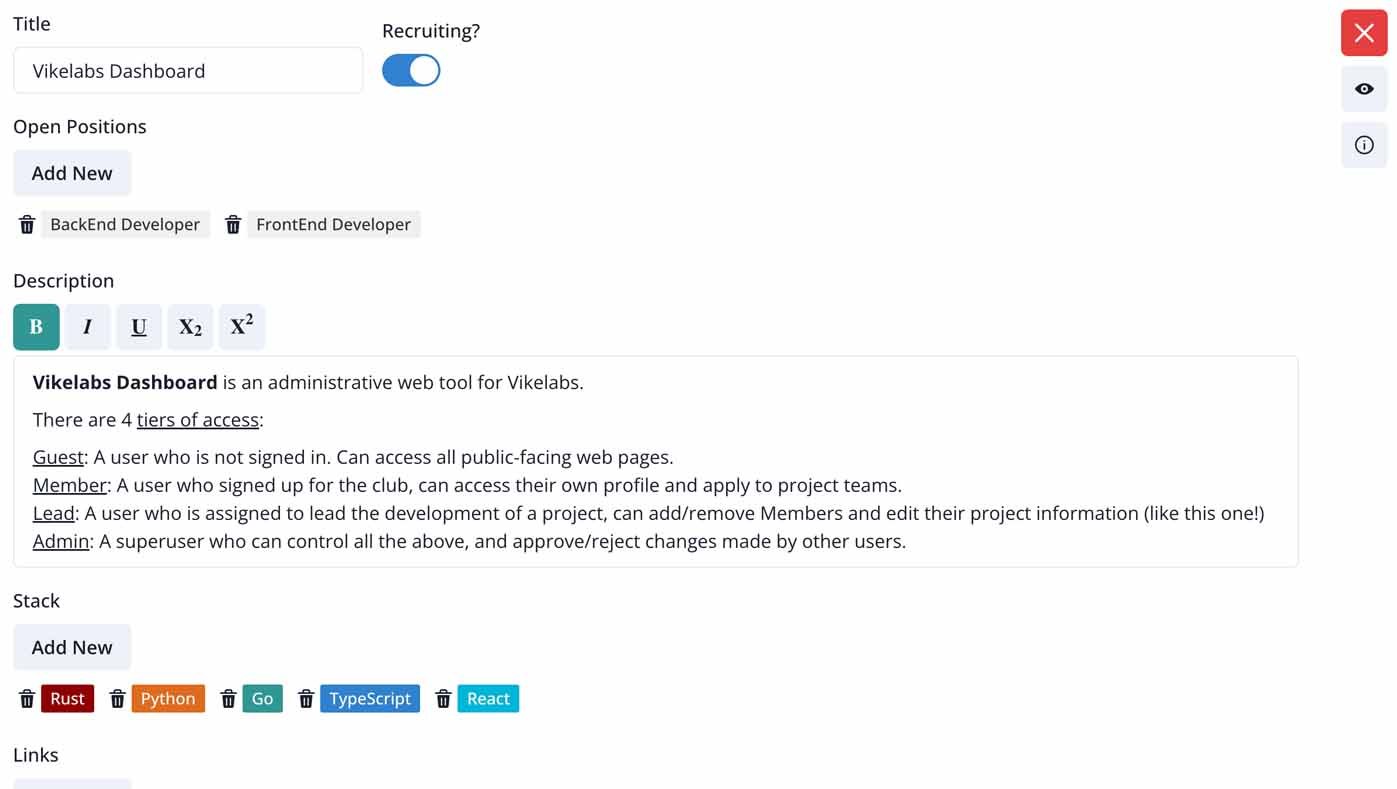 Title
Recruiting?
Vikelabs Dashboard
Open Positions
Add New
BackEnd Developer
FrontEnd Developer
Description
B I U X₂ X²
Vikelabs Dashboard is an administrative web tool for Vikelabs.
There are 4 tiers of access:
Guest: A user who is not signed in. Can access all public-facing web pages.
Member: A user who signed up for the club, can access their own profile and apply to project teams.
Lead: A user who is assigned to lead the development of a project, can add/remove Members and edit their project information (like this one!)
Admin: A superuser who can control all the above, and approve/reject changes made by other users.
Stack
Add New
Rust
Python
Go
TypeScript
React
Links